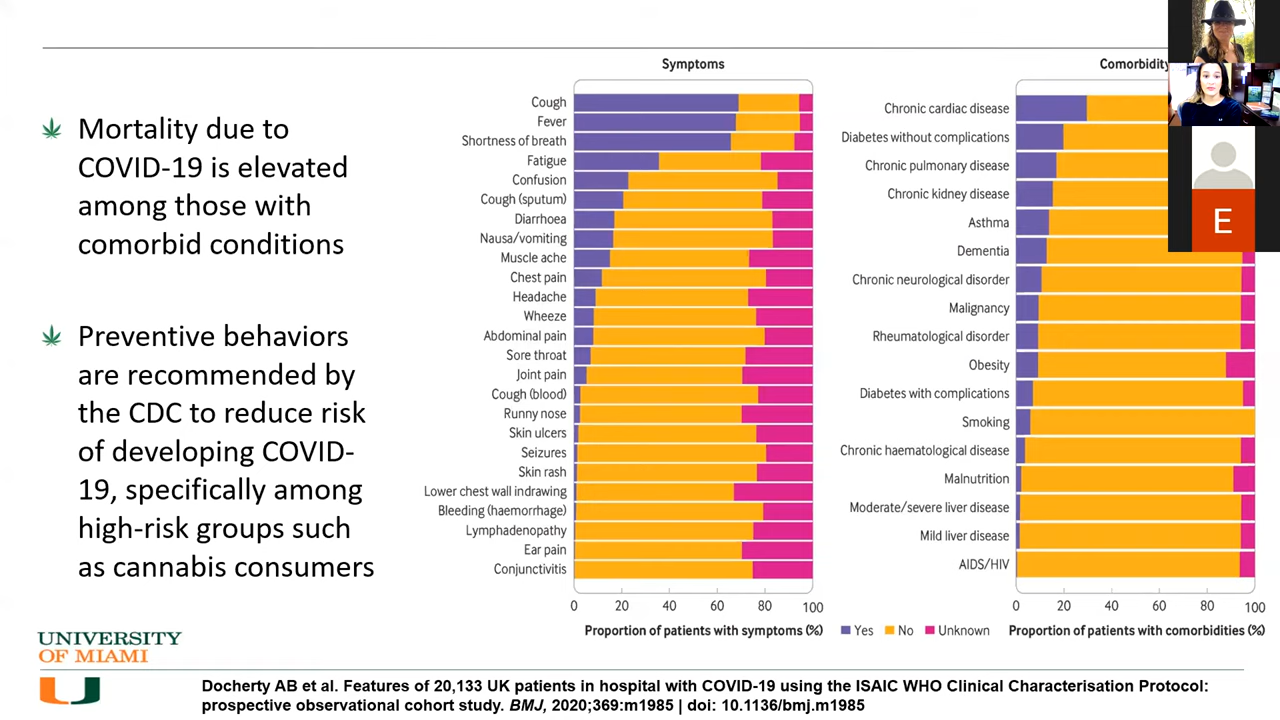 Mortality due to
COVID-19 is elevated
among those with
comorbid conditions
Preventive behaviors
are recommended by
the CDC to reduce risk
of developing COVID-
19, specifically among
high-risk groups such
as cannabis consumers
Symptoms
Cough
Fever
Shortness of breath
Fatigue
Confusion
Cough (sputum)
Diarrhoea
Nausa/vomiting
Muscle ache
Chest pain
Headache
Wheeze
Abdominal pain
Sore throat
Joint pain
Cough (blood)
Runny nose
Skin ulcers
Seizures
Skin rash
Lower chest wall indrawing
Bleeding (haemorrhage)
Lymphadenopathy
Ear pain
Conjunctivitis
0 20 40 60 80 100
Proportion of patients with symptoms (%)
Yes No Unknown
Comorbidity
Chronic cardiac disease
Diabetes without complications
Chronic pulmonary disease
Chronic kidney disease
Asthma
Dementia
Chronic neurological disorder
Malignancy
Rheumatological disorder
Obesity
Diabetes with complications
Smoking
Chronic haematological disease
Malnutrition
Moderate/severe liver disease
Mild liver disease
AIDS/HIV
0 20 40 60 80 100
Proportion of patients with comorbidities (%)
E
UNIVERSITY
OF MIAMI
Docherty AB et al. Features of 20,133 UK patients in hospital with COVID-19 using the ISAIC WHO Clinical Characterisation Protocol:
prospective observational cohort study. BMJ, 2020;369:m1985 | doi: 10.1136/bmj.m1985